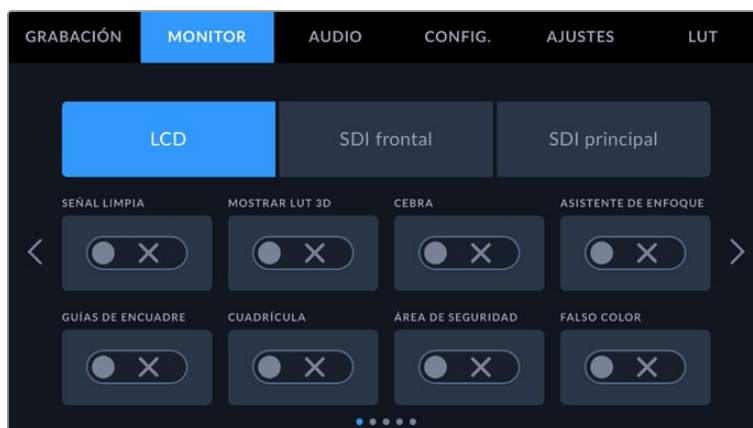 GRABACIÓN MONITOR AUDIO CONFIG. AJUSTES LUT
LCD SDI frontal SDI principal
SEÑAL LIMPIA MOSTRAR LUT 3D CEBRA ASISTENTE DE ENFOQUE
GUÍAS DE ENCUADRE CUADRÍCULA ÁREA DE SEGURIDAD FALSO COLOR